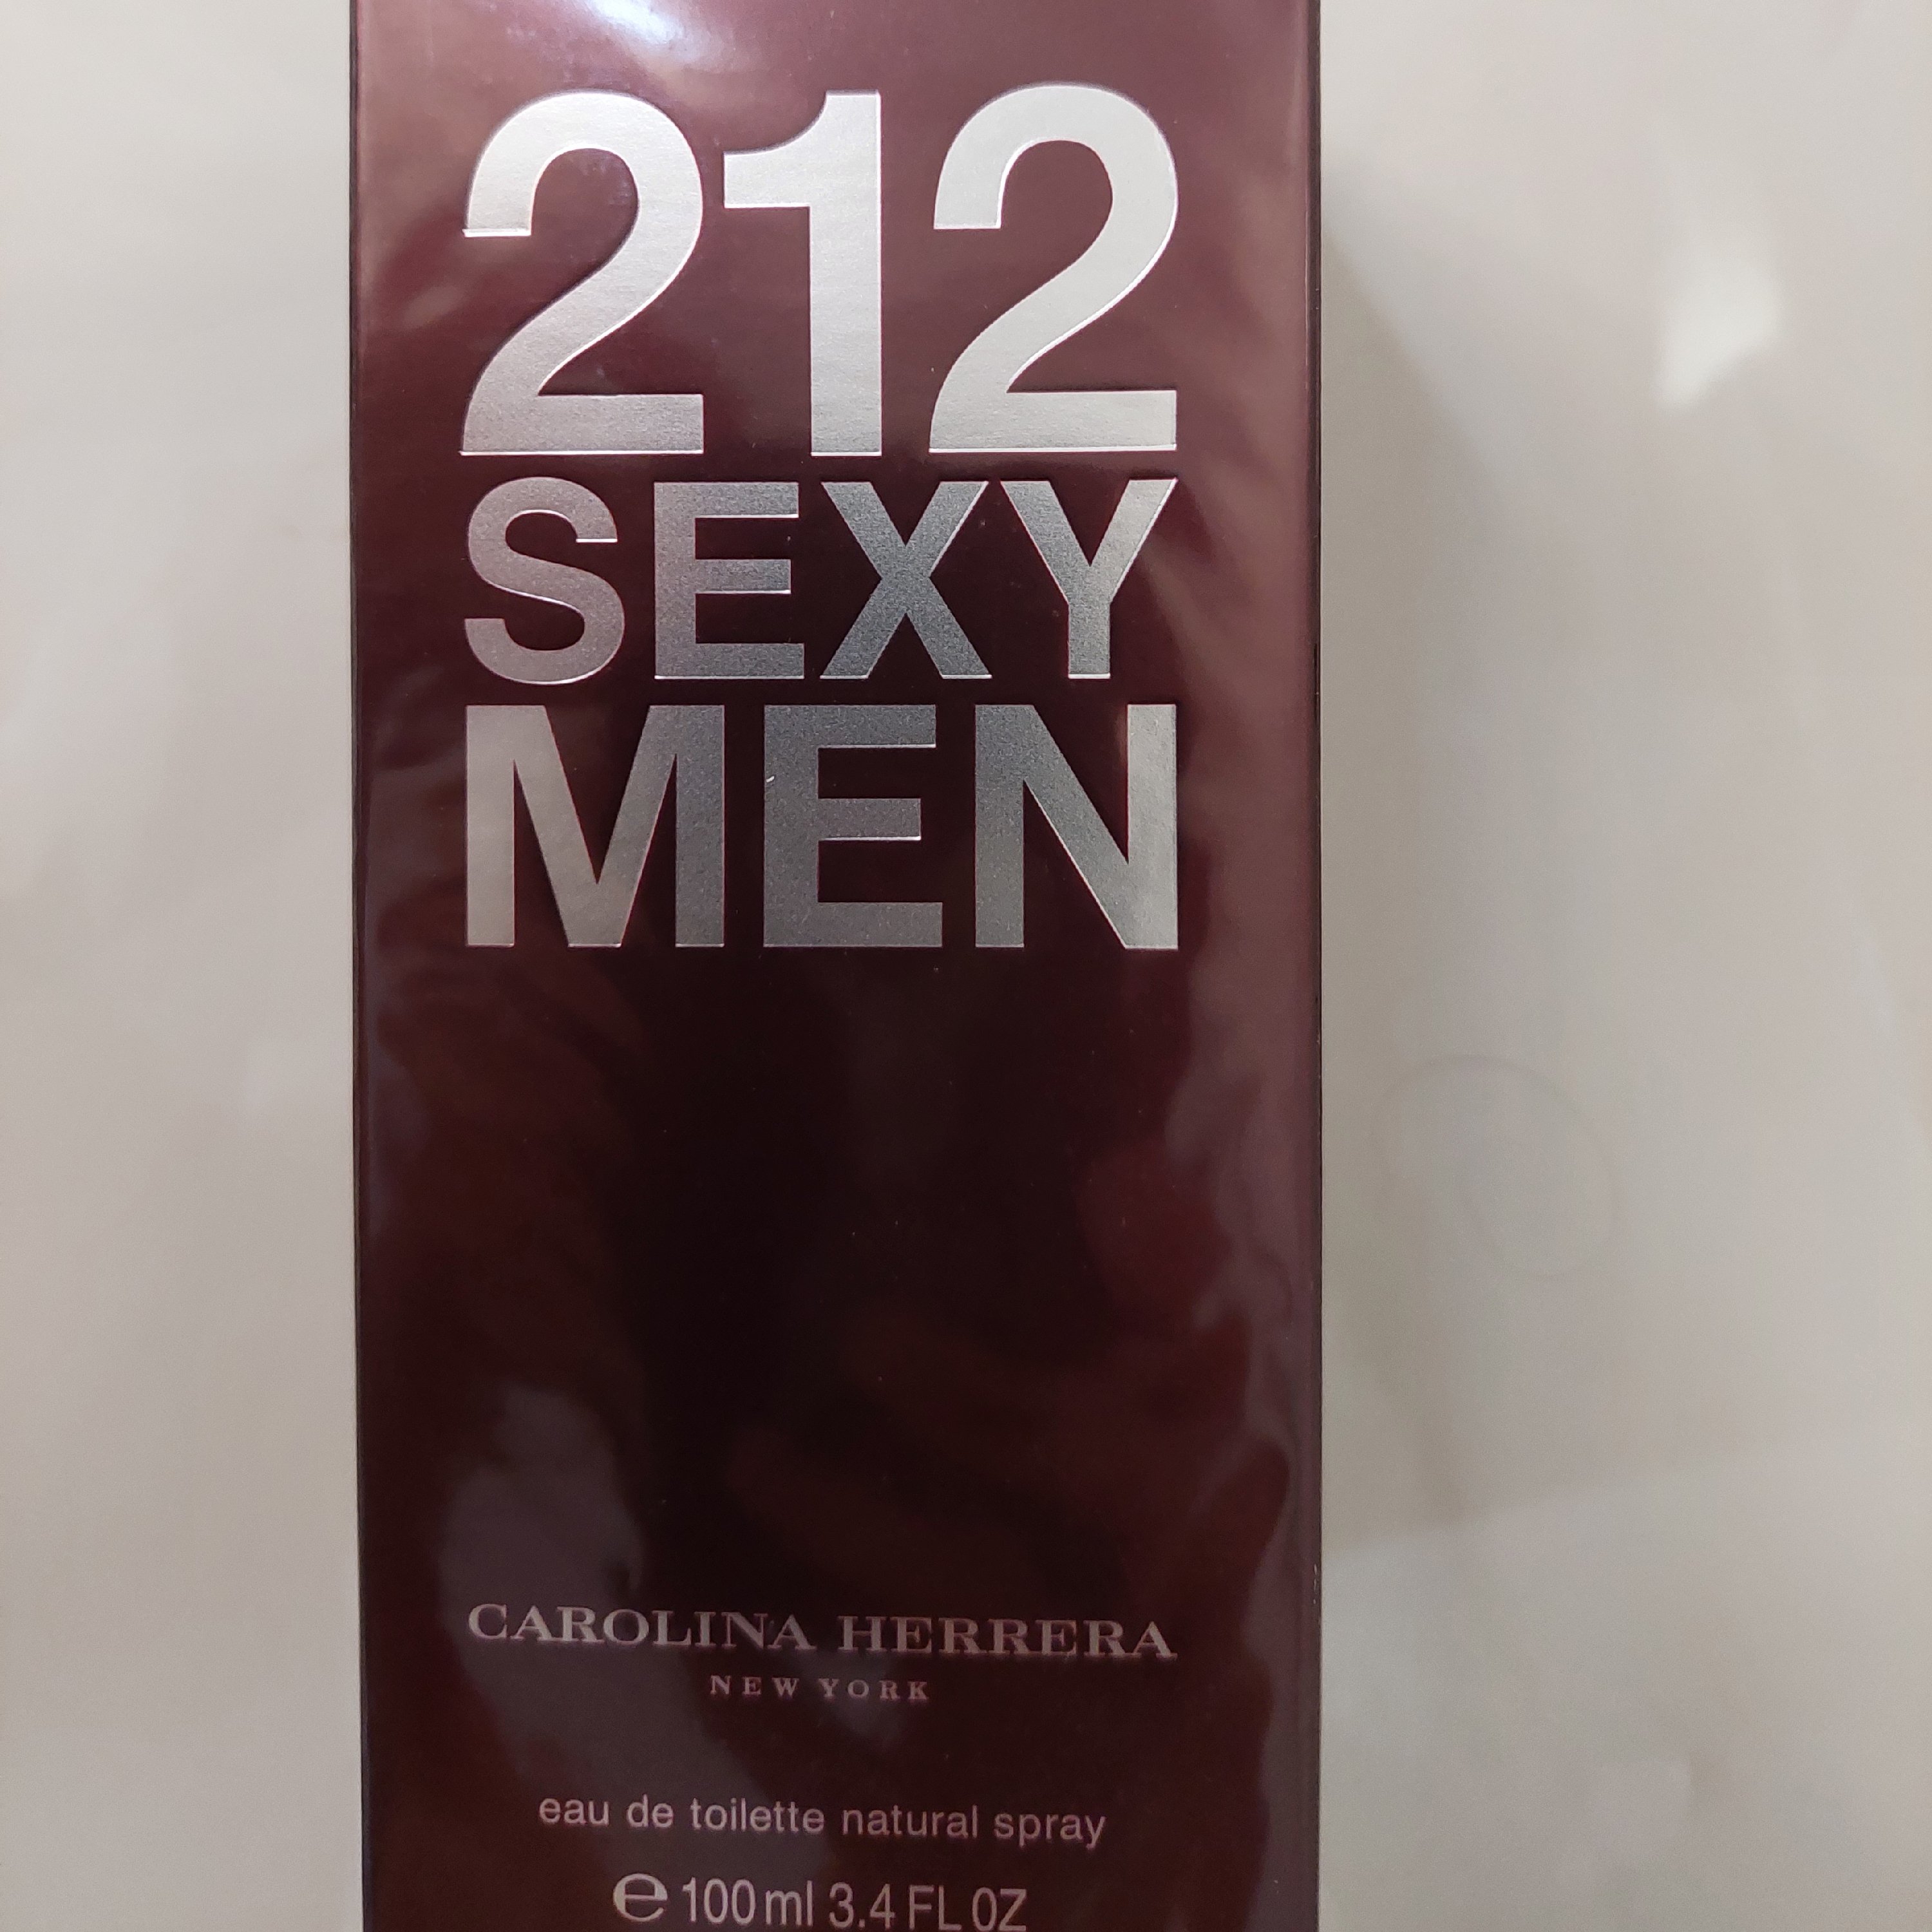 212
SEXY
MEN
CAROLINA HERRERA
NEW YORK
eau de toilette natural spray
℮ 100 ml 3.4 FL OZ